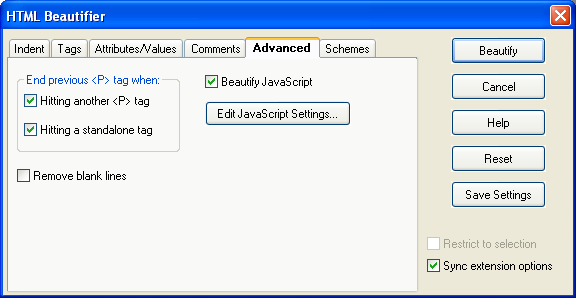 HTML Beautifier
Indent Tags Attributes/Values Comments Advanced Schemes
End previous <P> tag when:
Hitting another <P> tag
Hitting a standalone tag
Remove blank lines
Beautify JavaScript
Edit JavaScript Settings...
Beautify
Cancel
Help
Reset
Save Settings
Restrict to selection
Sync extension options